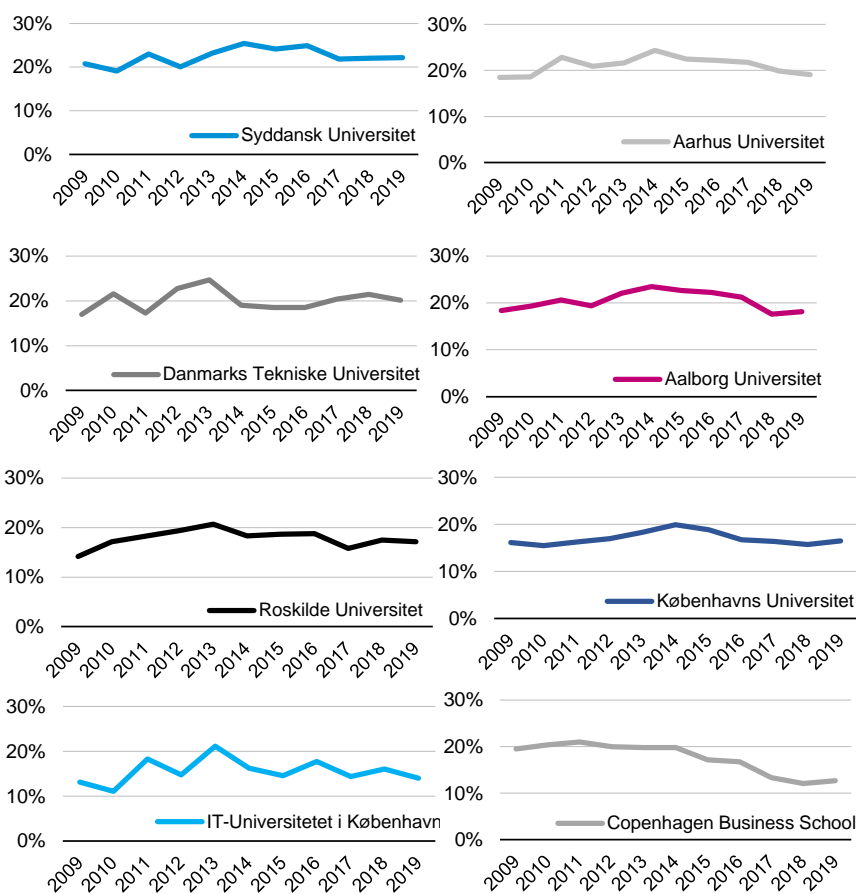 30%
20%
10%
0%
Syddansk Universitet
2009 2010 2011 2012 2013 2014 2015 2016 2017 2018 2019
30%
20%
10%
0%
Aarhus Universitet
2009 2010 2011 2012 2013 2014 2015 2016 2017 2018 2019
30%
20%
10%
0%
Danmarks Tekniske Universitet
2009 2010 2011 2012 2013 2014 2015 2016 2017 2018 2019
30%
20%
10%
0%
Aalborg Universitet
2009 2010 2011 2012 2013 2014 2015 2016 2017 2018 2019
30%
20%
10%
0%
Roskilde Universitet
2009 2010 2011 2012 2013 2014 2015 2016 2017 2018 2019
30%
20%
10%
0%
Københavns Universitet
2009 2010 2011 2012 2013 2014 2015 2016 2017 2018 2019
30%
20%
10%
0%
IT-Universitetet i København
2009 2010 2011 2012 2013 2014 2015 2016 2017 2018 2019
30%
20%
10%
0%
Copenhagen Business School
2009 2010 2011 2012 2013 2014 2015 2016 2017 2018 2019